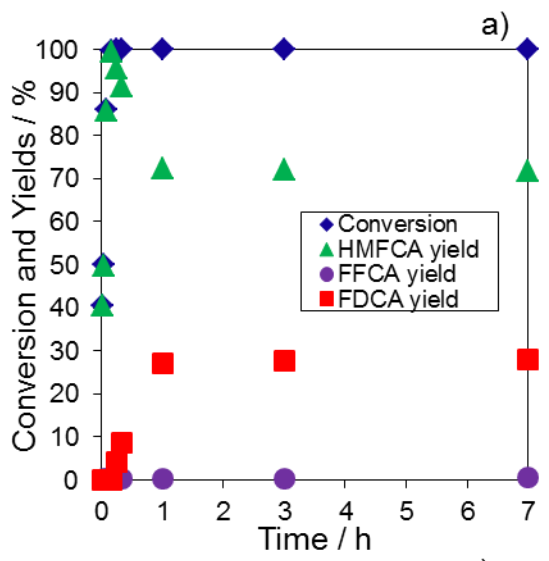 a)
100
90
80
70
60
50
40
30
20
10
0
Conversion and Yields / %
Conversion
HMFCA yield
FFCA yield
FDCA yield
0 1 2 3 4 5 6 7
Time / h